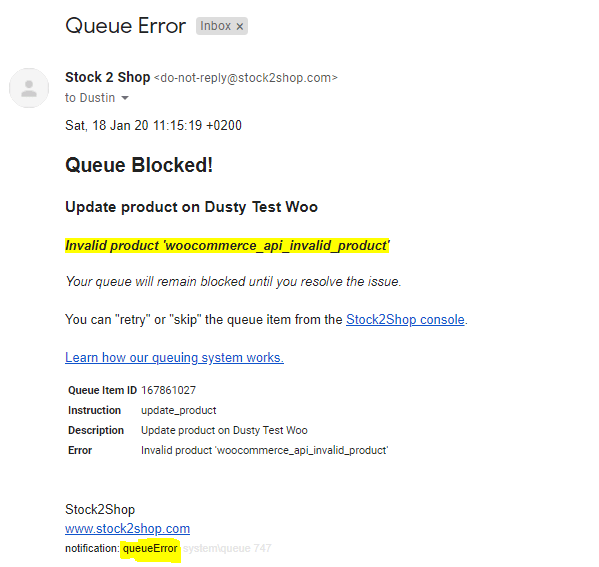 Queue Error Inbox ×
Stock 2 Shop <do-not-reply@stock2shop.com>
to Dustin
Sat, 18 Jan 20 11:15:19 +0200
Queue Blocked!
Update product on Dusty Test Woo
Invalid product 'woocommerce_api_invalid_product'
Your queue will remain blocked until you resolve the issue.
You can "retry" or "skip" the queue item from the Stock2Shop console.
Learn how our queuing system works.
Queue Item ID 167861027
Instruction update_product
Description Update product on Dusty Test Woo
Error Invalid product 'woocommerce_api_invalid_product'
Stock2Shop
www.stock2shop.com
notification: queueError system\queue 747